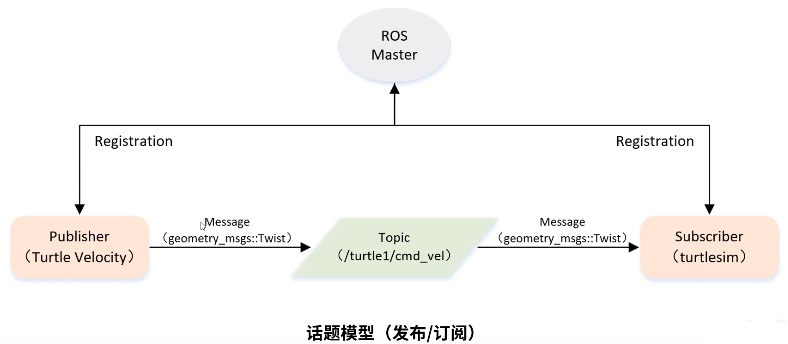 ROS
Master
Registration
Registration
Publisher
（Turtle Velocity）
Message
（geometry_msgs::Twist）
Topic
（/turtle1/cmd_vel）
Message
（geometry_msgs::Twist）
Subscriber
（turtlesim）
话题模型（发布/订阅）